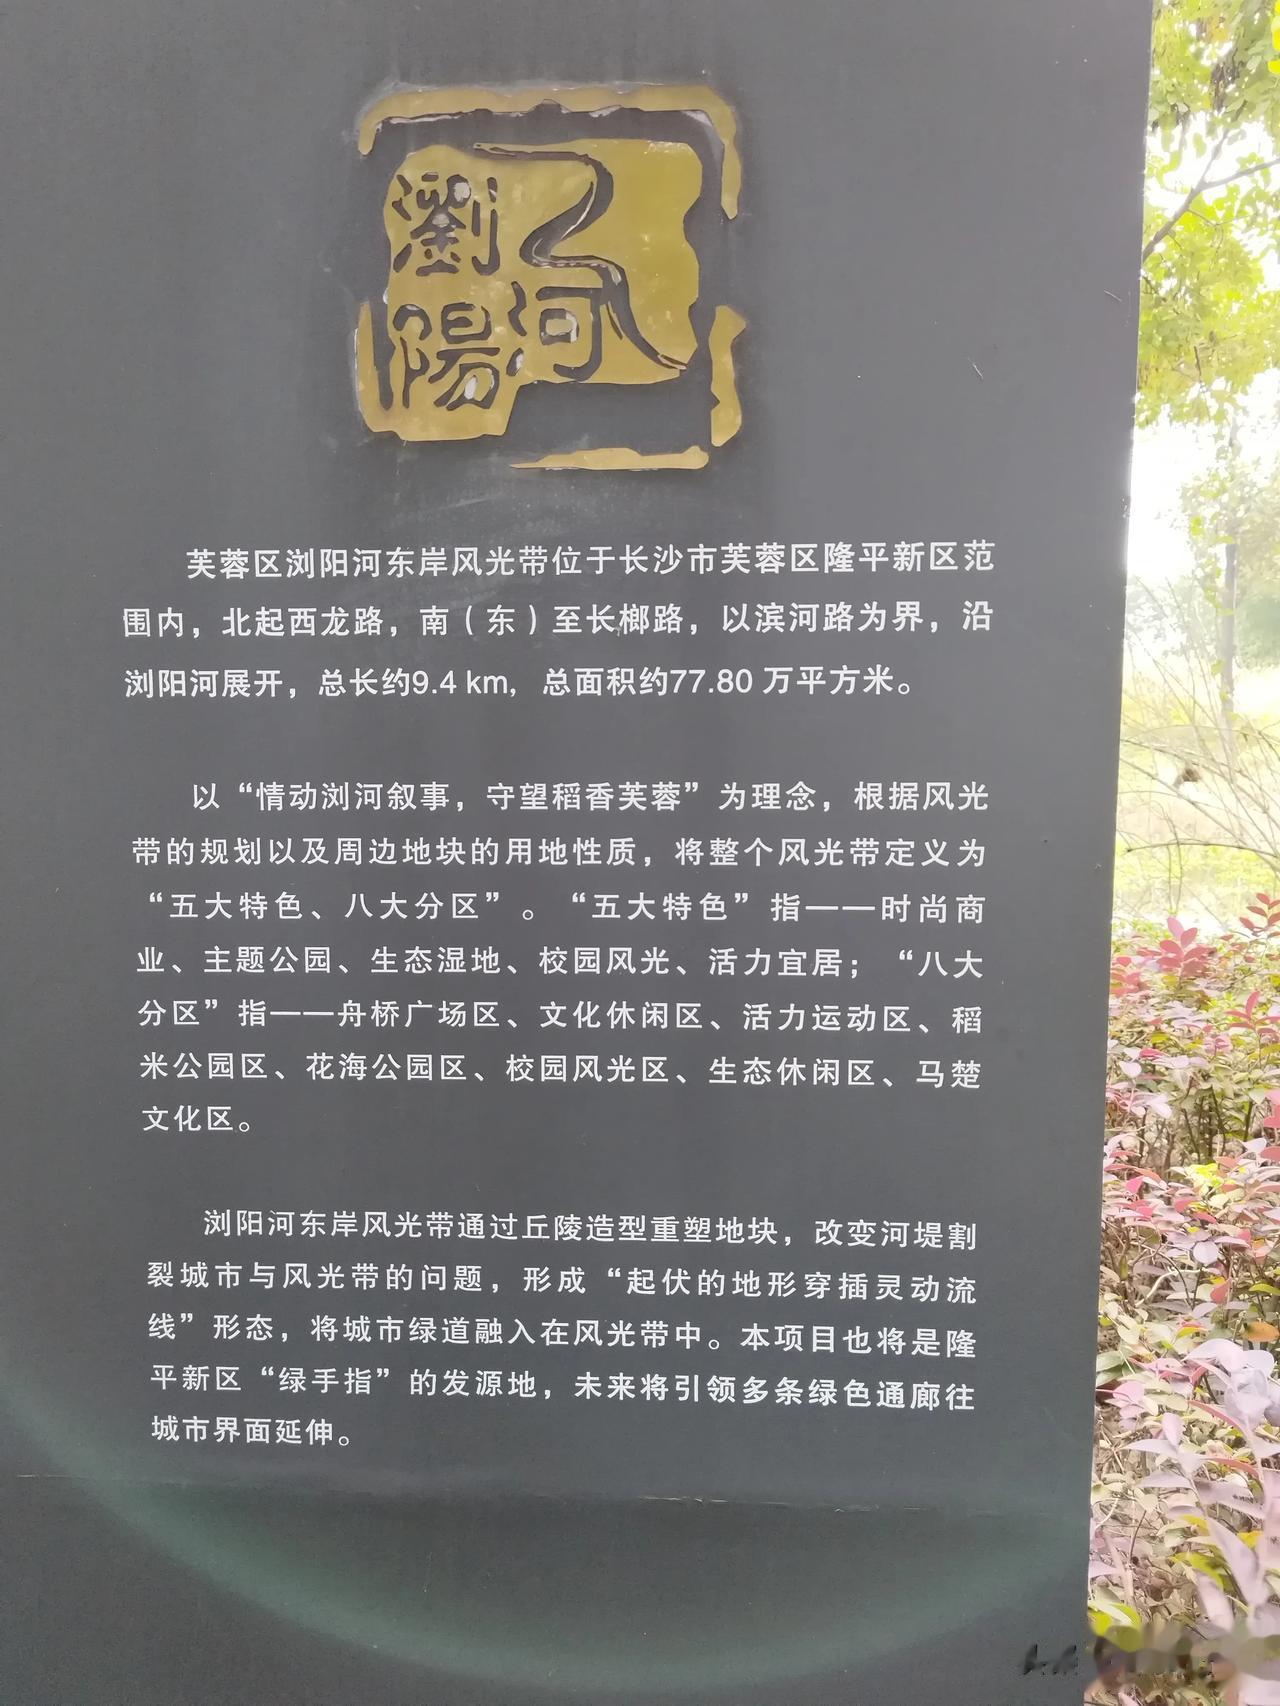 瀏陽河
芙蓉区浏阳河东岸风光带位于长沙市芙蓉区隆平新区范
围内，北起西龙路，南（东）至长榔路，以滨河路为界，沿
浏阳河展开，总长约9.4 km，总面积约77.80 万平方米。
以“情动浏河叙事，守望稻香芙蓉”为理念，根据风光
带的规划以及周边地块的用地性质，将整个风光带定义为
“五大特色、八大分区”。“五大特色”指——时尚商
业、主题公园、生态湿地、校园风光、活力宜居；“八大
分区”指——舟桥广场区、文化休闲区、活力运动区、稻
米公园区、花海公园区、校园风光区、生态休闲区、马楚
文化区。
浏阳河东岸风光带通过丘陵造型重塑地块，改变河堤割
裂城市与风光带的问题，形成“起伏的地形穿插灵动流
线”形态，将城市绿道融入在风光带中。本项目也将是隆
平新区“绿手指”的发源地，未来将引领多条绿色通廊往
城市界面延伸。